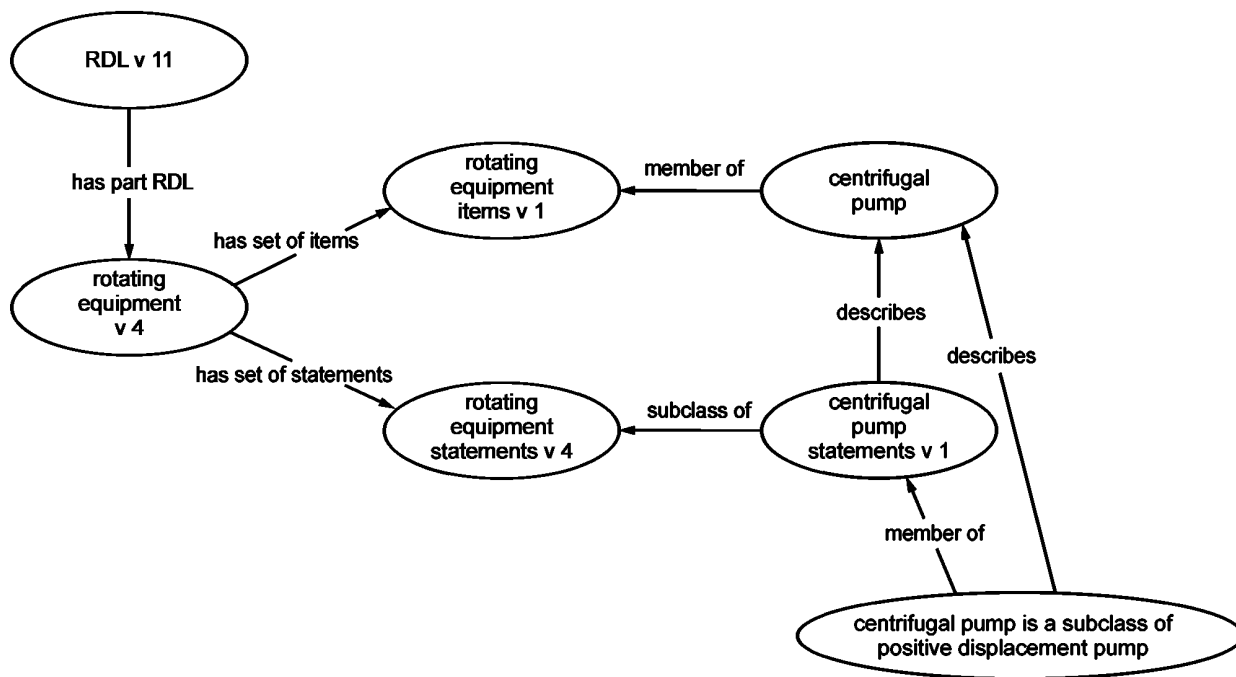 RDL v 11
has part RDL
rotating
equipment
items v 1
member of
centrifugal
pump
has set of items
rotating
equipment
v 4
describes
describes
has set of statements
rotating
equipment
statements v 4
subclass of
centrifugal
pump
statements v 1
member of
centrifugal pump is a subclass of
positive displacement pump